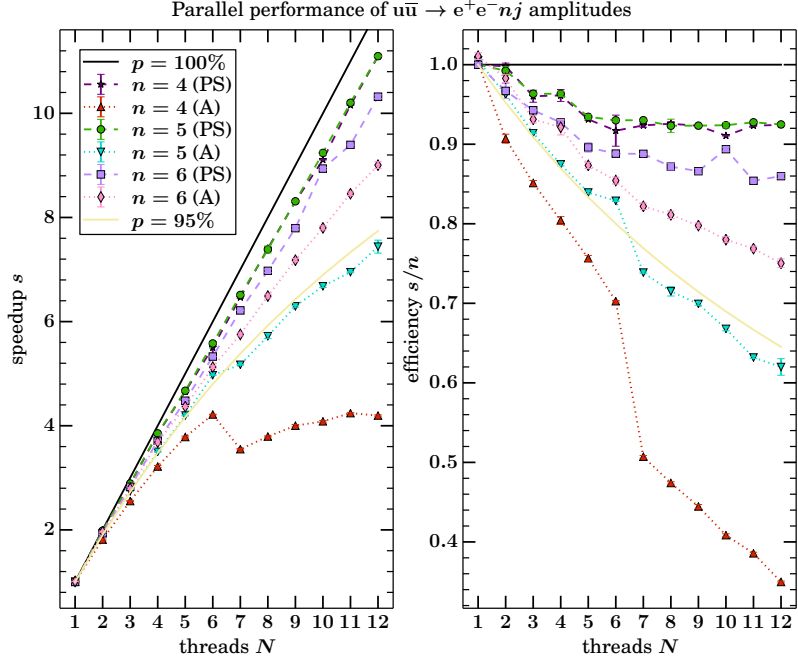 Parallel performance of uū → e⁺e⁻nj amplitudes
p = 100%
n = 4 (PS)
n = 4 (A)
n = 5 (PS)
n = 5 (A)
n = 6 (PS)
n = 6 (A)
p = 95%
speedup s
10
8
6
4
2
1 2 3 4 5 6 7 8 9 10 11 12
threads N
efficiency s/n
1.0
0.9
0.8
0.7
0.6
0.5
0.4
1 2 3 4 5 6 7 8 9 10 11 12
threads N